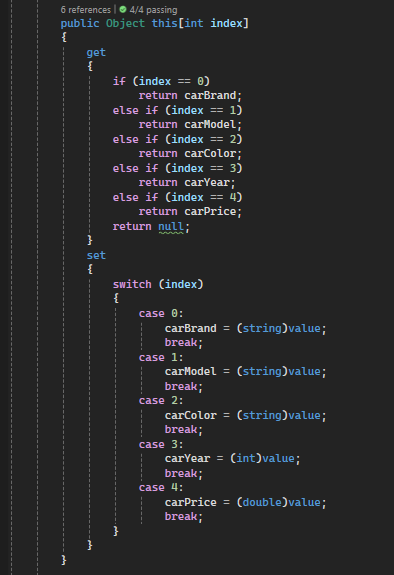 6 references | 4/4 passing
public Object this[int index]
{
get
{
if (index == 0)
return carBrand;
else if (index == 1)
return carModel;
else if (index == 2)
return carColor;
else if (index == 3)
return carYear;
else if (index == 4)
return carPrice;
return null;
}
set
{
switch (index)
{
case 0:
carBrand = (string)value;
break;
case 1:
carModel = (string)value;
break;
case 2:
carColor = (string)value;
break;
case 3:
carYear = (int)value;
break;
case 4:
carPrice = (double)value;
break;
}
}
}